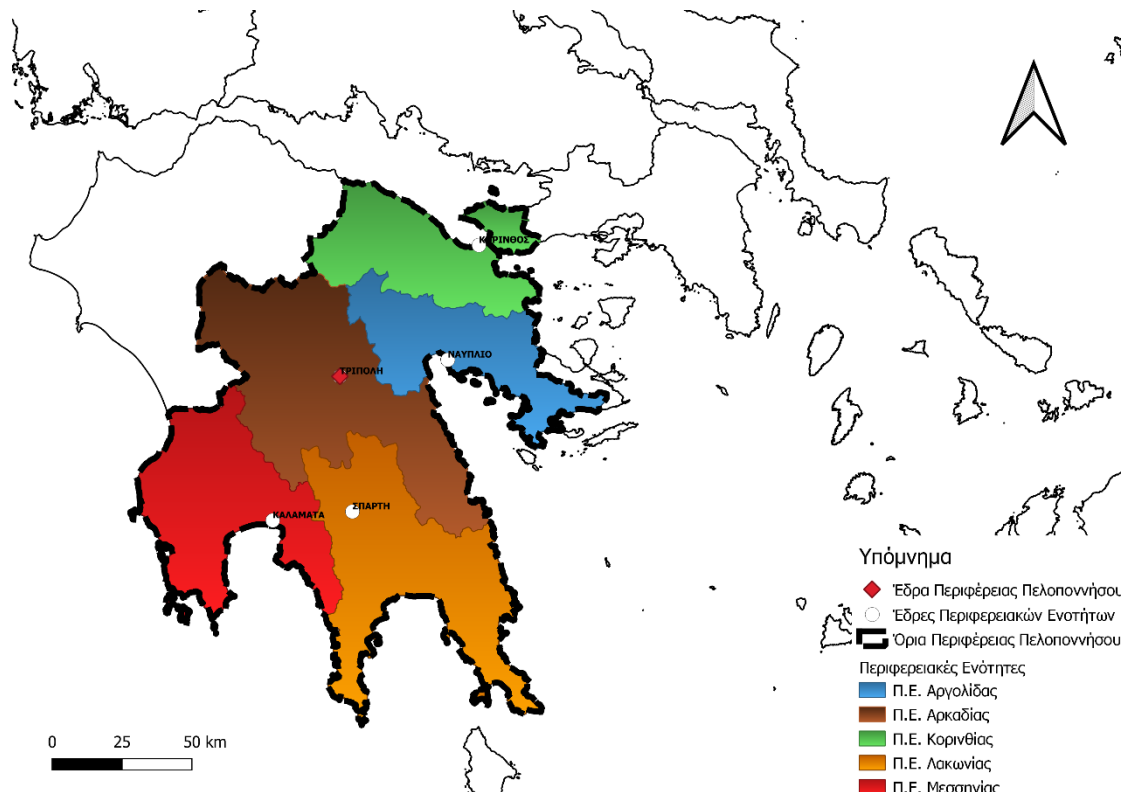 ΚΟΡΙΝΘΟΣ
ΝΑΥΠΛΙΟ
ΤΡΙΠΟΛΗ
ΣΠΑΡΤΗ
ΚΑΛΑΜΑΤΑ
Υπόμνημα
Έδρα Περιφέρειας Πελοποννήσου
Έδρες Περιφερειακών Ενοτήτων
Όρια Περιφέρειας Πελοποννήσου
Περιφερειακές Ενότητες
Π.Ε. Αργολίδας
Π.Ε. Αρκαδίας
Π.Ε. Κορινθίας
Π.Ε. Λακωνίας
Π.Ε. Μεσσηνίας
0 25 50 km